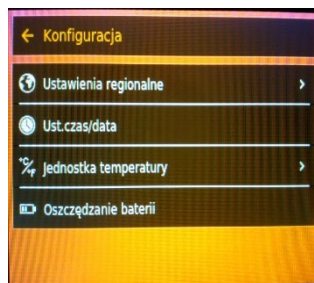 Konfiguracja
Ustawienia regionalne
Ust.czas/data
°C/°F Jednostka temperatury
Oszczędzanie baterii